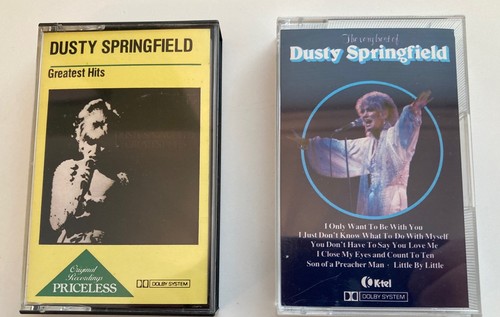 DUSTY SPRINGFIELD
Greatest Hits
Original
Recordings
PRICELESS
DOLBY SYSTEM
The very best of
Dusty Springfield
I Only Want To Be With You
I Just Don't Know What To Do With Myself
You Don't Have To Say You Love Me
I Close My Eyes and Count To Ten
Son of a Preacher Man · Little By Little
K-tel
DOLBY SYSTEM